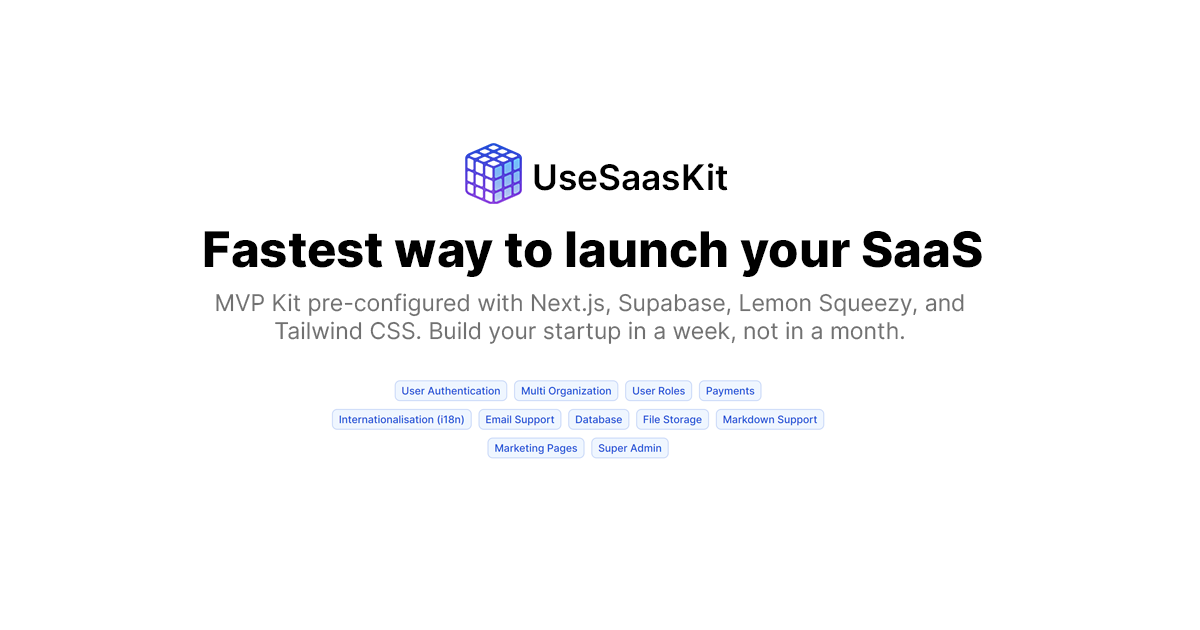 UseSaasKit
Fastest way to launch your SaaS
MVP Kit pre-configured with Next.js, Supabase, Lemon Squeezy, and
Tailwind CSS. Build your startup in a week, not in a month.
User Authentication Multi Organization User Roles Payments
Internationalisation (i18n) Email Support Database File Storage Markdown Support
Marketing Pages Super Admin